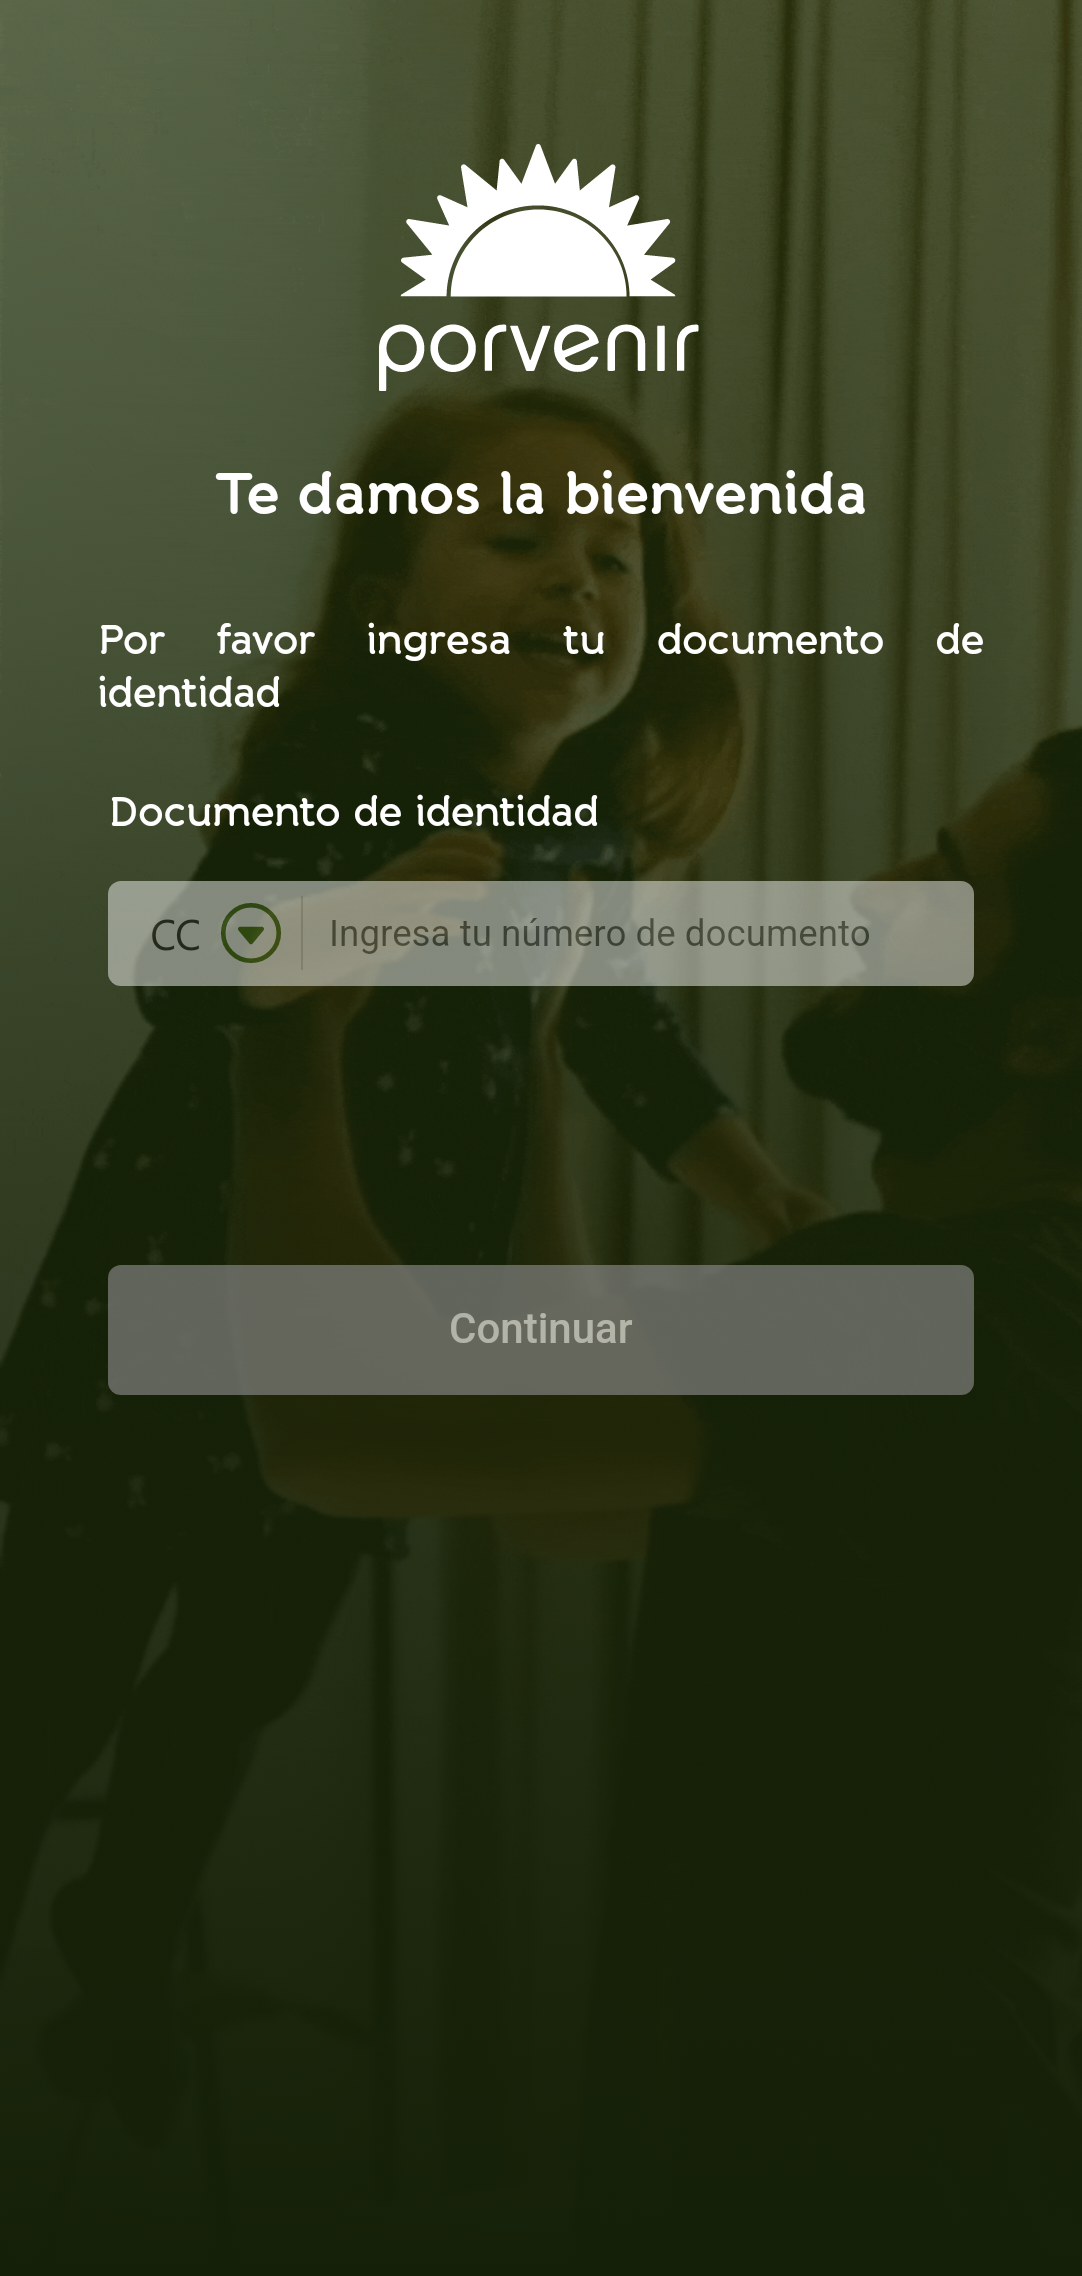 porvenir
Te damos la bienvenida
Por favor ingresa tu documento de
identidad
Documento de identidad
CC Ingresa tu número de documento
Continuar